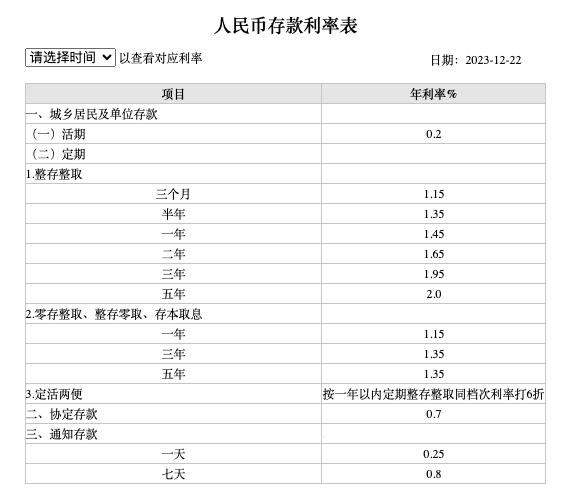 人民币存款利率表
请选择时间 以查看对应利率
日期：2023-12-22
项目 年利率%
一、城乡居民及单位存款
（一）活期 0.2
（二）定期
1.整存整取
三个月 1.15
半年 1.35
一年 1.45
二年 1.65
三年 1.95
五年 2.0
2.零存整取、整存零取、存本取息
一年 1.15
三年 1.35
五年 1.35
3.定活两便 按一年以内定期整存整取同档次利率打6折
二、协定存款 0.7
三、通知存款
一天 0.25
七天 0.8